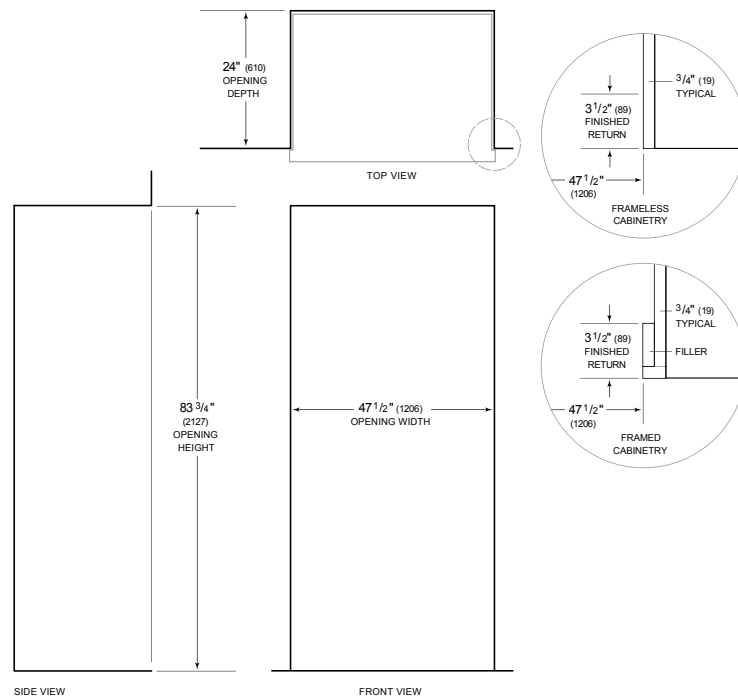 24" (610)
OPENING
DEPTH
TOP VIEW
3/4" (19)
TYPICAL
3 1/2" (89)
FINISHED
RETURN
47 1/2"
(1206)
FRAMELESS
CABINETRY
3/4" (19)
TYPICAL
3 1/2" (89)
FINISHED
RETURN
FILLER
47 1/2"
(1206)
FRAMED
CABINETRY
83 3/4"
(2127)
OPENING
HEIGHT
47 1/2" (1206)
OPENING WIDTH
SIDE VIEW
FRONT VIEW